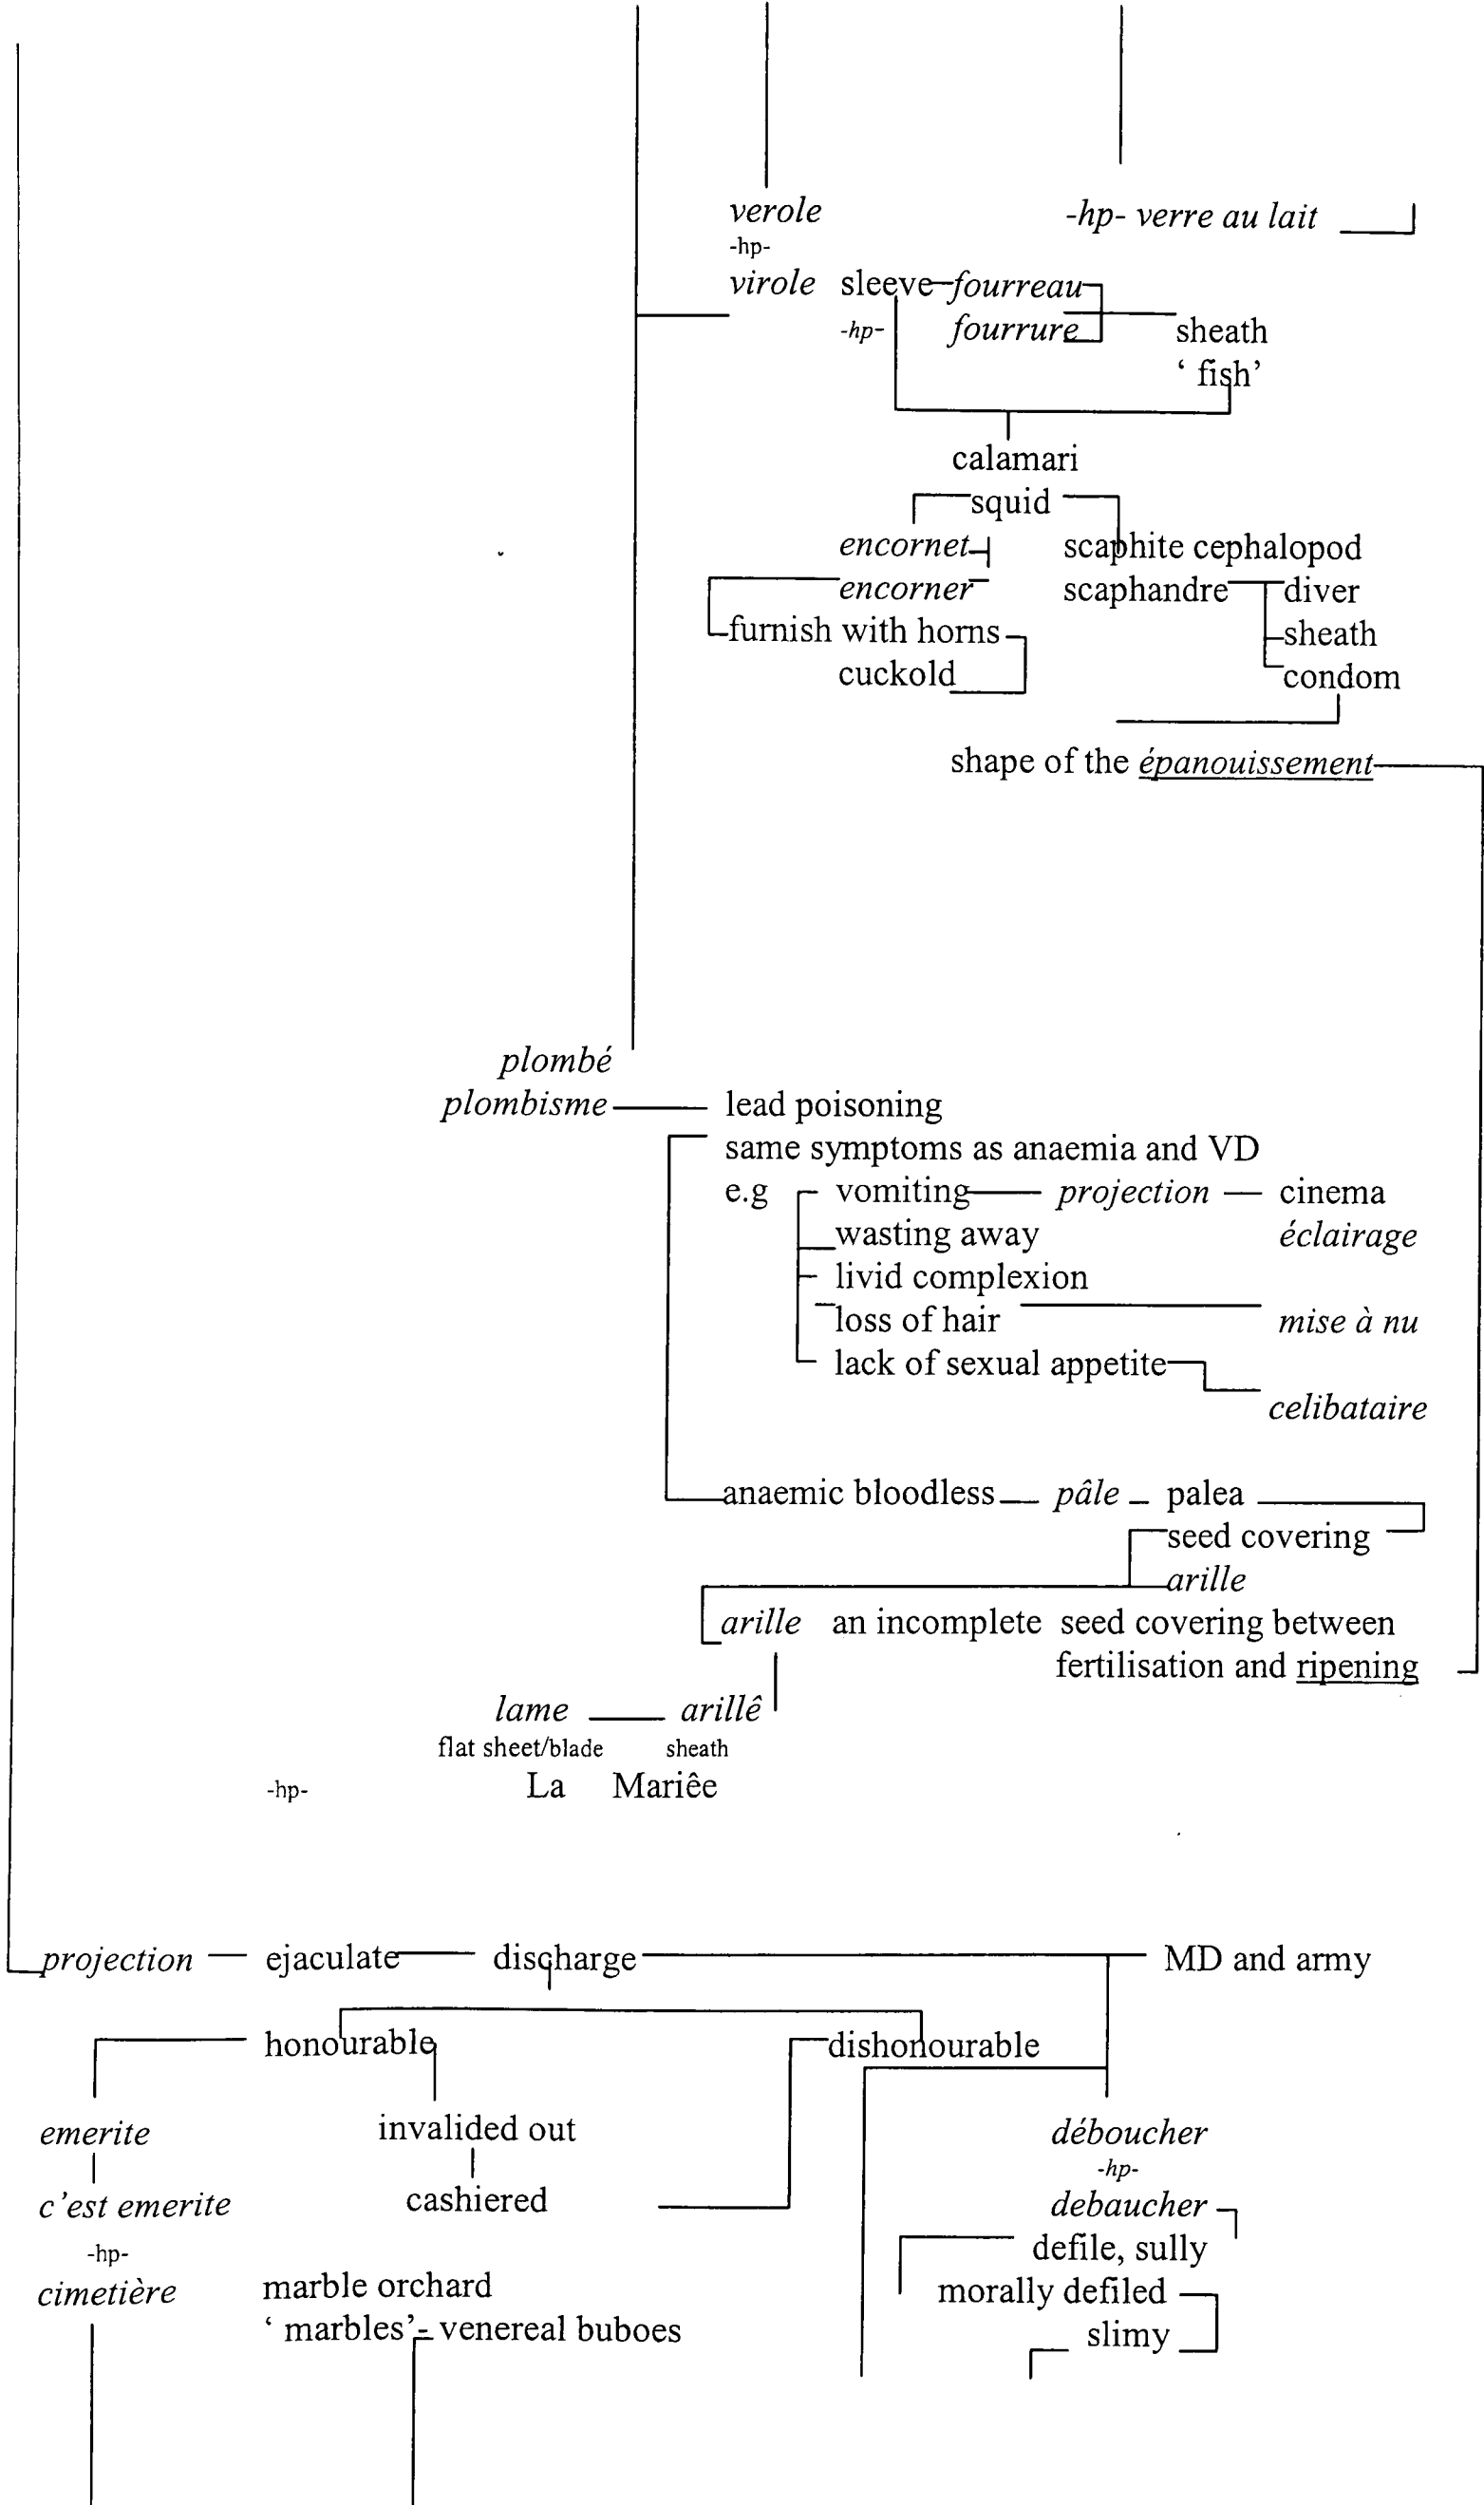 verole -hp- verre au lait
-hp-
virole sleeve fourreau
-hp- fourrure sheath
‘ fish’
calamari
squid
encornet scaphite cephalopod
encorner scaphandre diver
furnish with horns sheath
cuckold condom
shape of the épanouissement
plombé
plombisme lead poisoning
same symptoms as anaemia and VD
e.g vomiting projection cinema
wasting away éclairage
livid complexion
loss of hair mise à nu
lack of sexual appetite
celibataire
anaemic bloodless pâle palea
seed covering
arille
arille an incomplete seed covering between
fertilisation and ripening
lame arillê
flat sheet/blade sheath
-hp- La Mariêe
projection ejaculate discharge MD and army
honourable dishonourable
emerite invalided out déboucher
-hp-
c’est emerite cashiered debaucher
-hp- defile, sully
cimetière marble orchard morally defiled
‘ marbles’- venereal buboes slimy